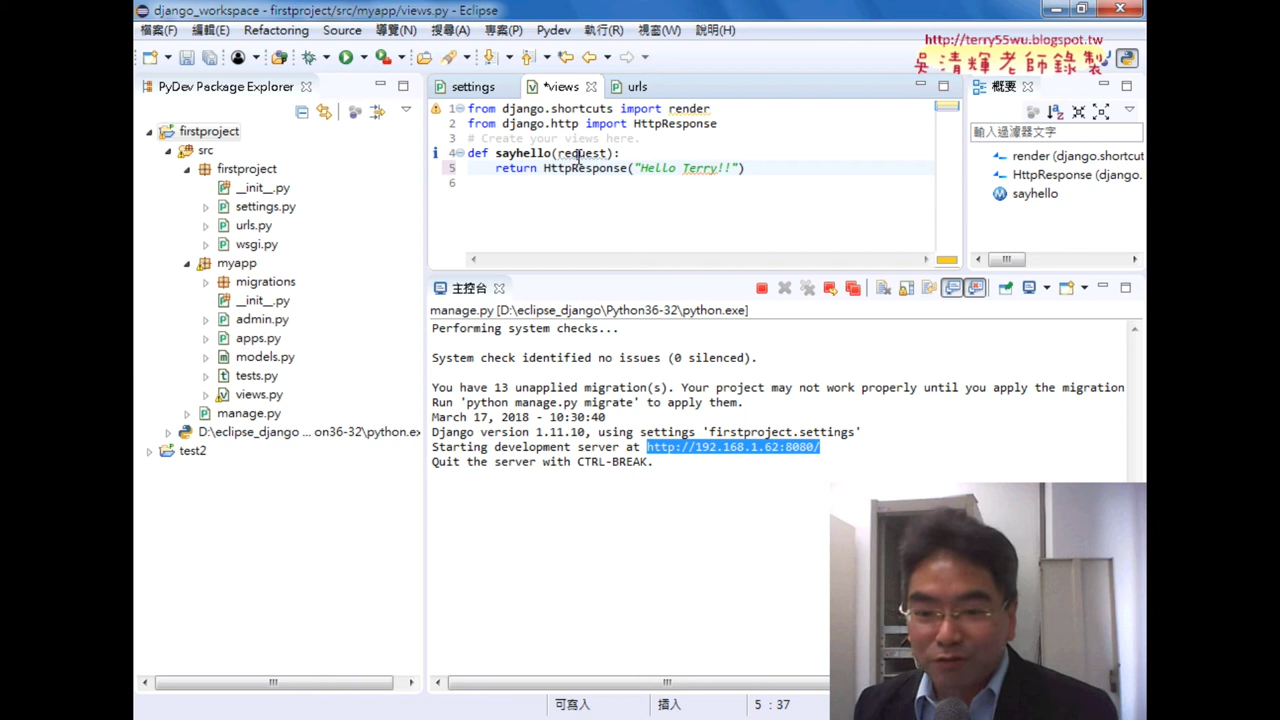 django_workspace - firstproject/src/myapp/views.py - Eclipse
檔案(F) 編輯(E) Refactoring Source 導覽(N) 搜尋(A) 專案(P) Pydev 執行(R) 視窗(W) 說明(H)
http://terry55wu.blogspot.tw
吳清輝老師錄製
PyDev Package Explorer
settings
*views
urls
概要
firstproject
src
firstproject
__init__.py
settings.py
urls.py
wsgi.py
myapp
migrations
__init__.py
admin.py
apps.py
models.py
tests.py
views.py
manage.py
D:\eclipse_django ... on36-32\python.exe
test2
1 from django.shortcuts import render
2 from django.http import HttpResponse
3 # Create your views here.
4 def sayhello(request):
5 return HttpResponse("Hello Terry!!")
6
輸入過濾器文字
render (django.shortcut
HttpResponse (django.
sayhello
主控台
manage.py [D:\eclipse_django\Python36-32\python.exe]
Performing system checks...
System check identified no issues (0 silenced).
You have 13 unapplied migration(s). Your project may not work properly until you apply the migration
Run 'python manage.py migrate' to apply them.
March 17, 2018 - 10:30:40
Django version 1.11.10, using settings 'firstproject.settings'
Starting development server at http://192.168.1.62:8080/
Quit the server with CTRL-BREAK.
可寫入
插入
5 : 37